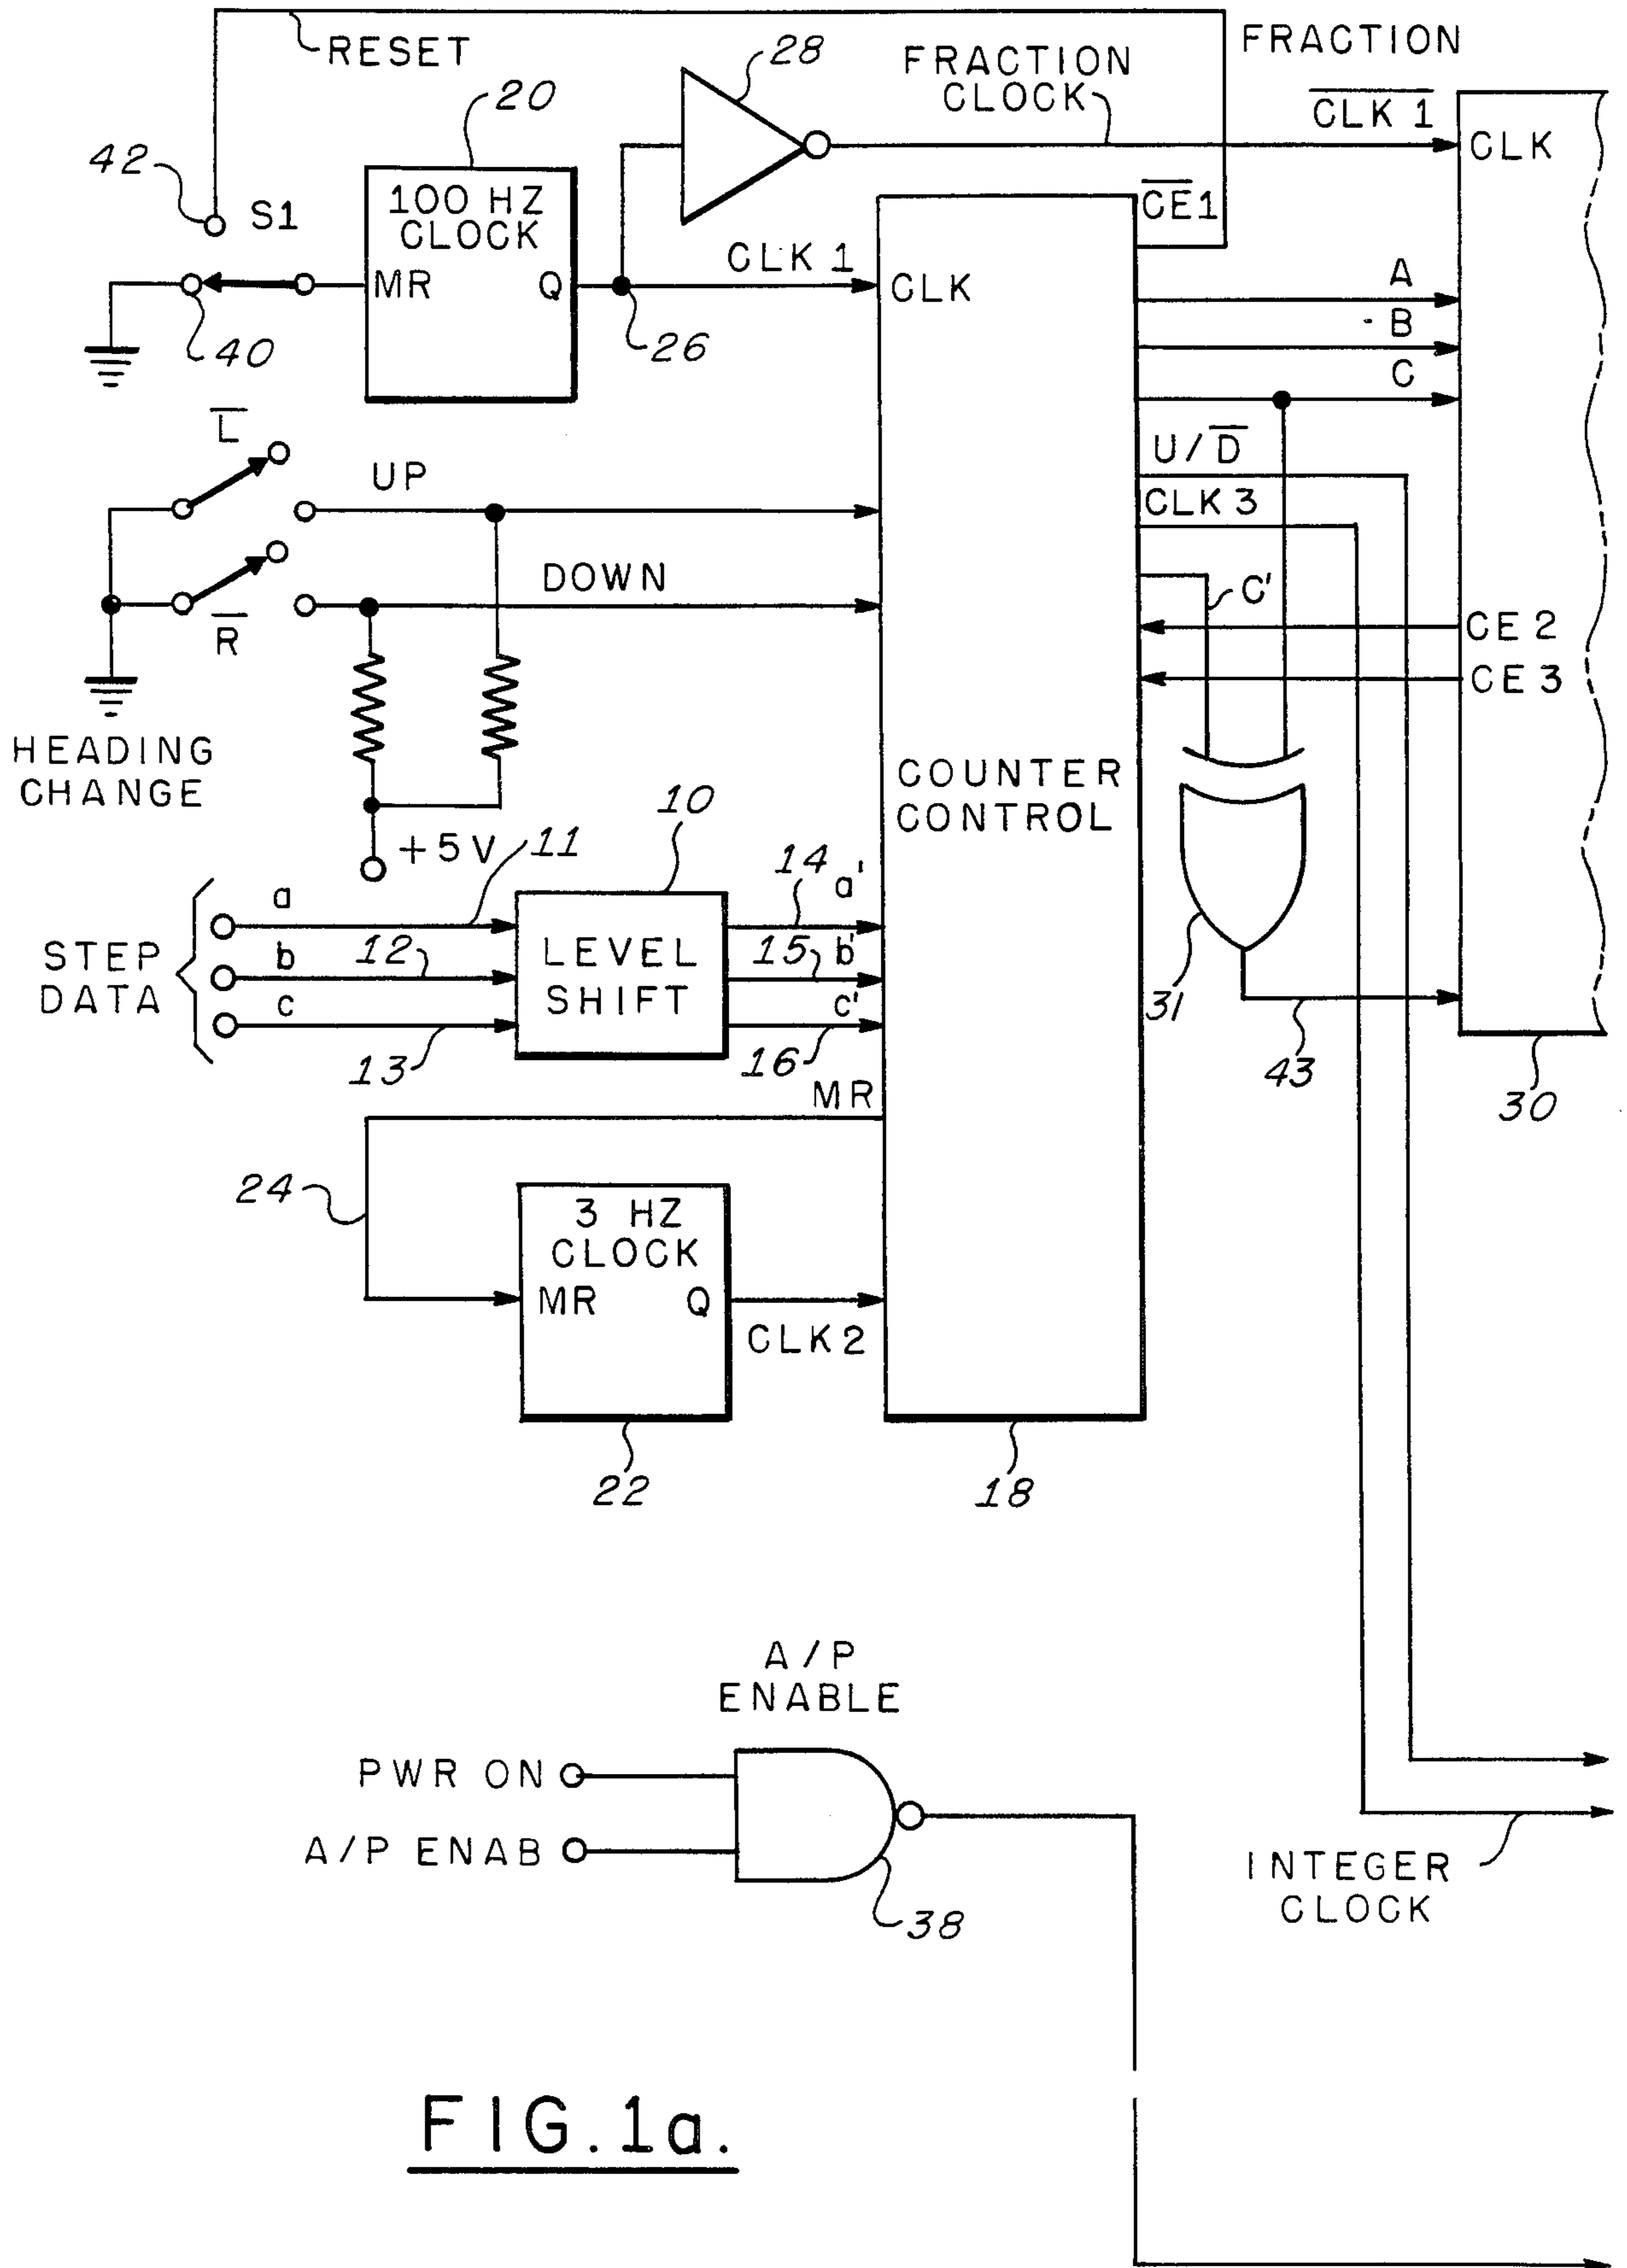 RESET
FRACTION
28
FRACTION
CLOCK
20
C̅L̅K̅ ̅1̅
CLK
42
S1
100 HZ
CLOCK
C̅E̅1
MR
Q
CLK 1
CLK
A
40
26
B
C
L̅
UP
U/D̅
CLK 3
DOWN
C'
R̅
CE 2
CE 3
HEADING
CHANGE
COUNTER
CONTROL
10
+5V
11
14
a'
a
STEP
DATA
b
12
LEVEL
SHIFT
15
b'
c
c'
31
13
16
43
MR
30
24
3 HZ
CLOCK
MR
Q
CLK2
22
18
A/P
ENABLE
PWR ON
A/P ENAB
INTEGER
CLOCK
38
FIG.1a.